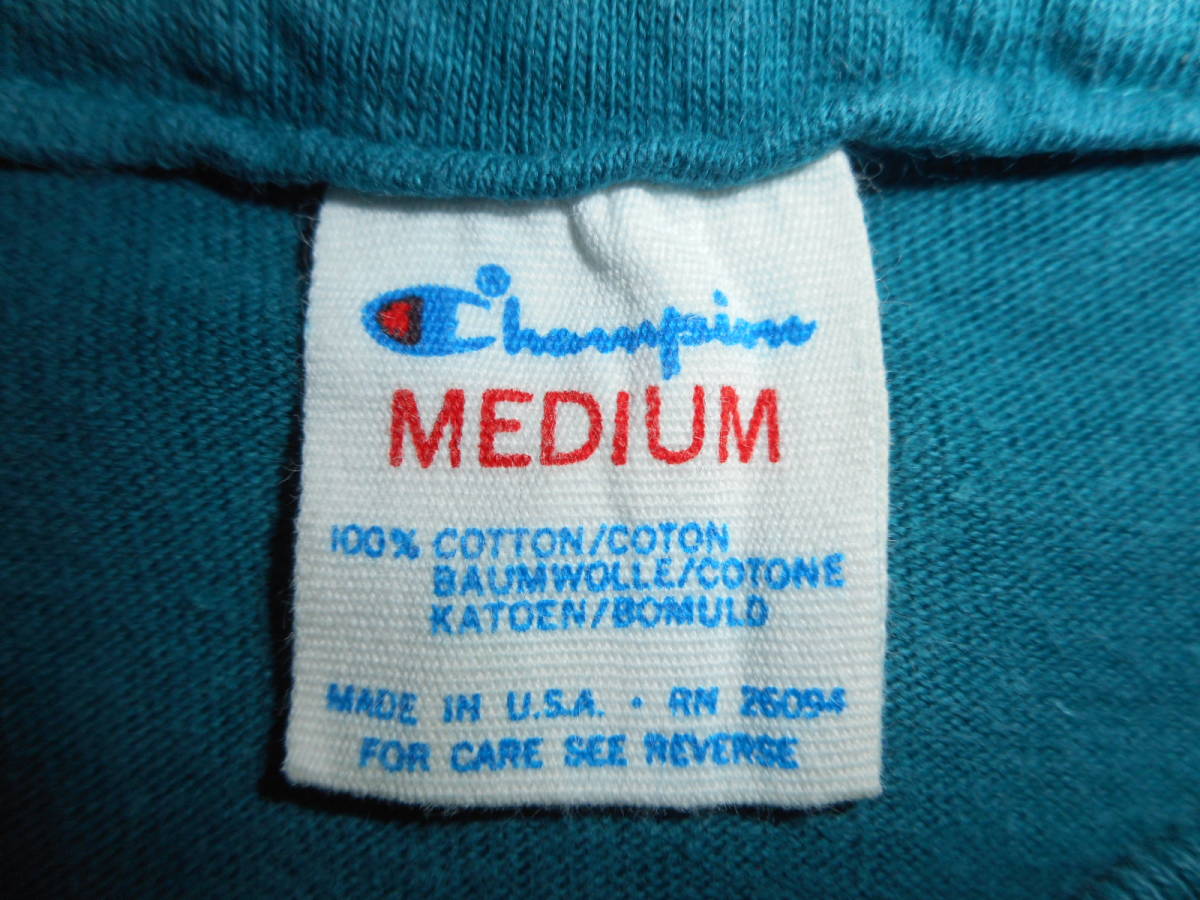 Champion
MEDIUM
100% COTTON/COTON
BAUMWOLLE/COTONE
KATOEN/BOMULD
MADE IN U.S.A. • RN 26094
FOR CARE SEE REVERSE